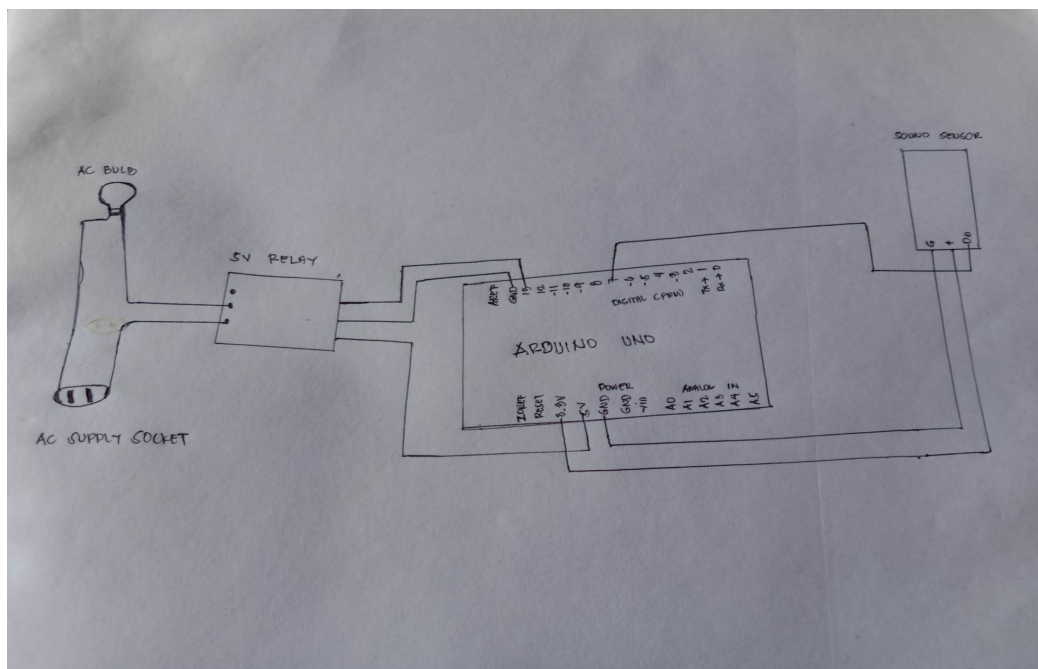 SOUND SENSOR
AC BULB
5V RELAY
G
+
DO
AREF
GND
13
12
-11
-10
-9
8
7
-6
-5
4
-3
2
TX → 1
RX → 0
DIGITAL (PWM)
ARDUINO UNO
POWER
ANALOG IN
IOREF
RESET
3.3V
5V
GND
GND
VIN
A0
A1
A2
A3
A4
A5
AC SUPPLY SOCKET